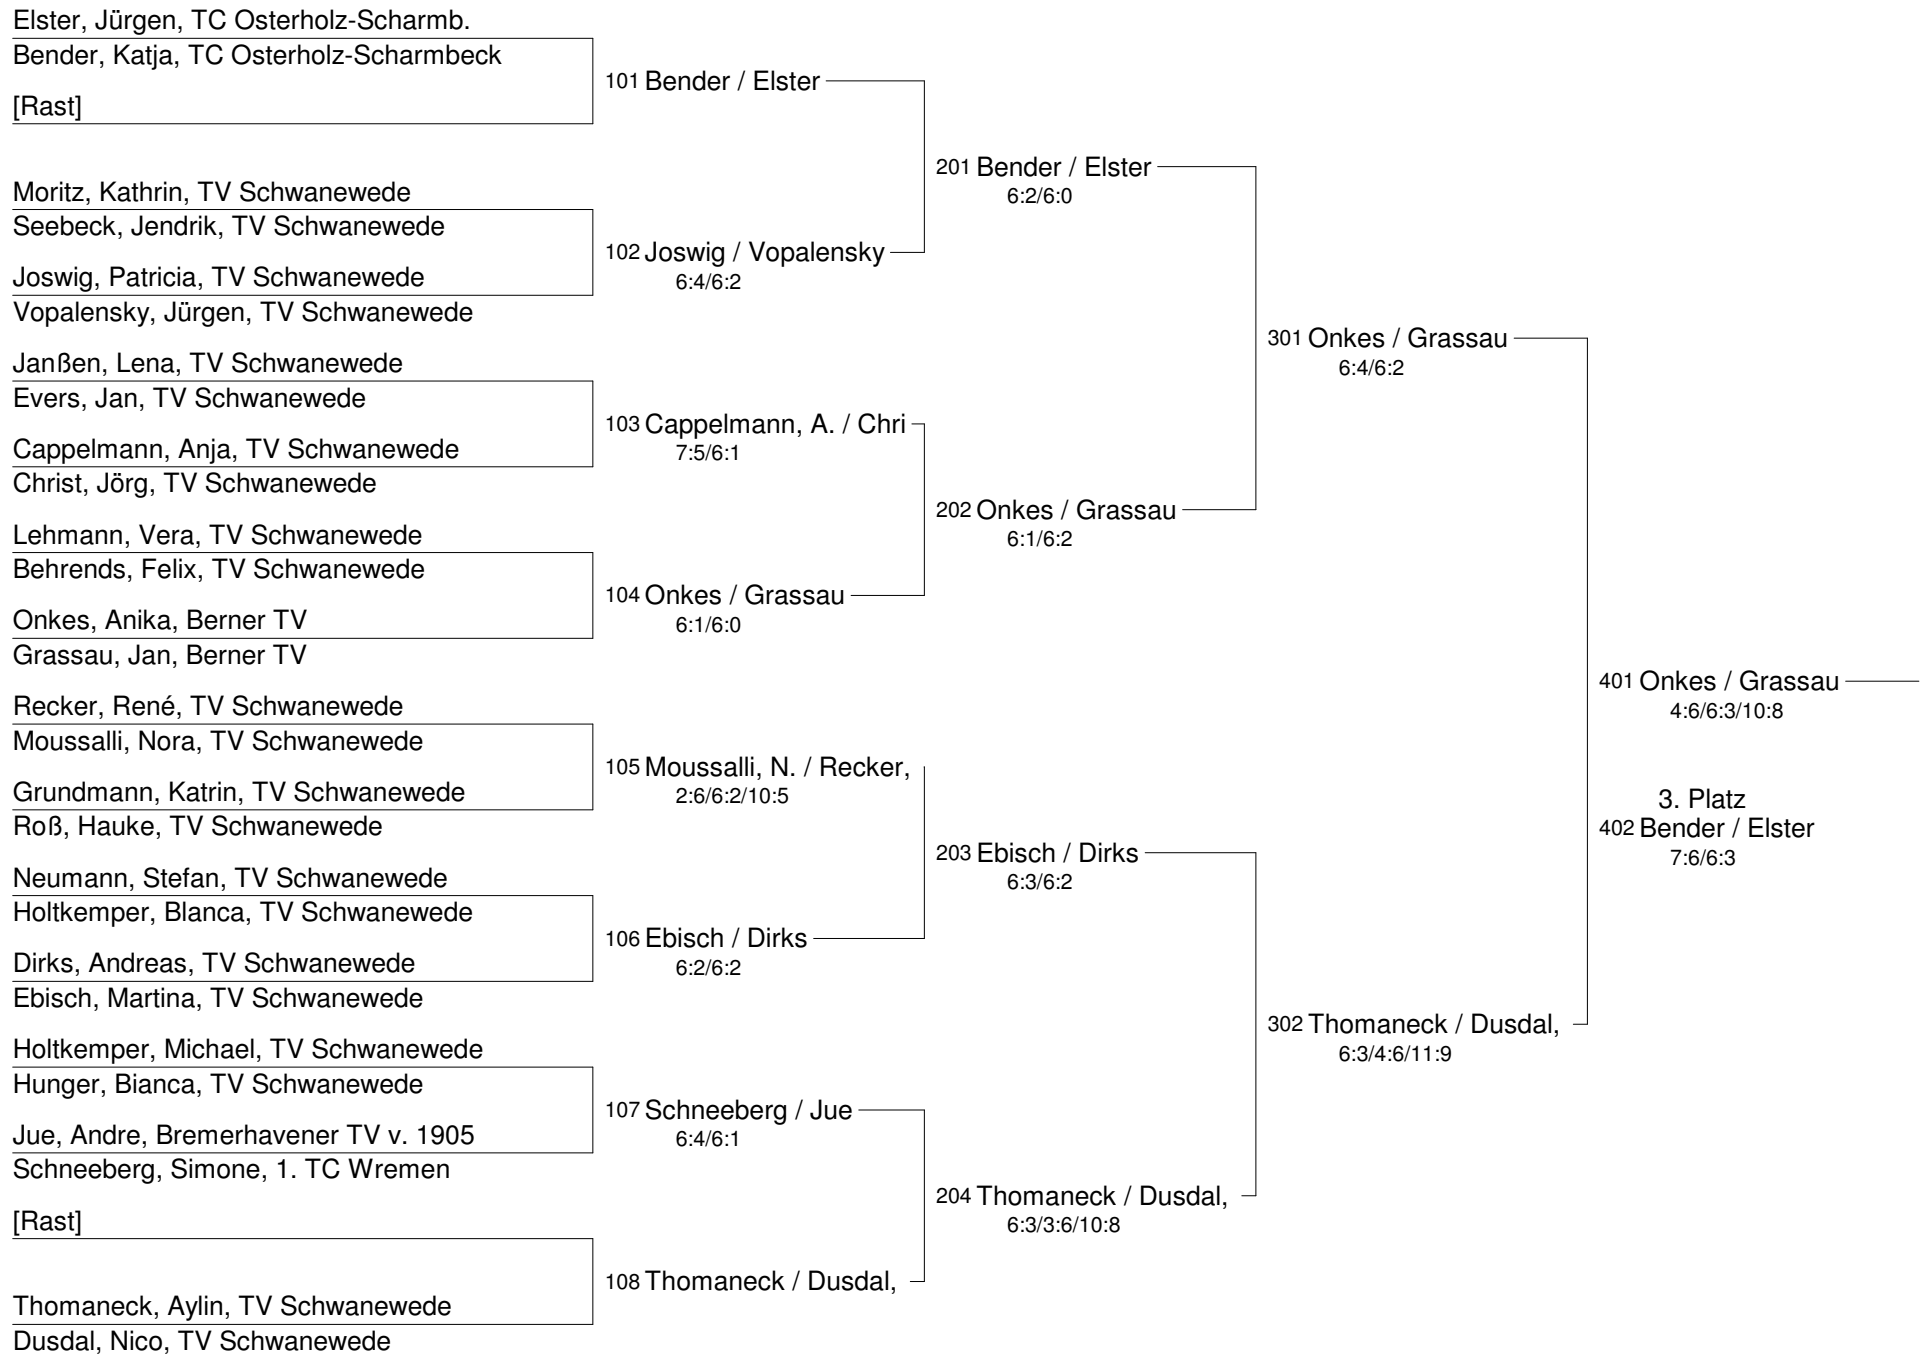 Elster, Jürgen, TC Osterholz-Scharmb.
Bender, Katja, TC Osterholz-Scharmbeck
[Rast]
Moritz, Kathrin, TV Schwanewede
Seebeck, Jendrik, TV Schwanewede
Joswig, Patricia, TV Schwanewede
Vopalensky, Jürgen, TV Schwanewede
Janßen, Lena, TV Schwanewede
Evers, Jan, TV Schwanewede
Cappelmann, Anja, TV Schwanewede
Christ, Jörg, TV Schwanewede
Lehmann, Vera, TV Schwanewede
Behrends, Felix, TV Schwanewede
Onkes, Anika, Berner TV
Grassau, Jan, Berner TV
Recker, René, TV Schwanewede
Moussalli, Nora, TV Schwanewede
Grundmann, Katrin, TV Schwanewede
Roß, Hauke, TV Schwanewede
Neumann, Stefan, TV Schwanewede
Holtkemper, Blanca, TV Schwanewede
Dirks, Andreas, TV Schwanewede
Ebisch, Martina, TV Schwanewede
Holtkemper, Michael, TV Schwanewede
Hunger, Bianca, TV Schwanewede
Jue, Andre, Bremerhavener TV v. 1905
Schneeberg, Simone, 1. TC Wremen
[Rast]
Thomaneck, Aylin, TV Schwanewede
Dusdal, Nico, TV Schwanewede
101 Bender / Elster
102 Joswig / Vopalensky
6:4/6:2
103 Cappelmann, A. / Chri
7:5/6:1
104 Onkes / Grassau
6:1/6:0
105 Moussalli, N. / Recker,
2:6/6:2/10:5
106 Ebisch / Dirks
6:2/6:2
107 Schneeberg / Jue
6:4/6:1
108 Thomaneck / Dusdal,
201 Bender / Elster
6:2/6:0
202 Onkes / Grassau
6:1/6:2
203 Ebisch / Dirks
6:3/6:2
204 Thomaneck / Dusdal,
6:3/3:6/10:8
301 Onkes / Grassau
6:4/6:2
302 Thomaneck / Dusdal,
6:3/4:6/11:9
401 Onkes / Grassau
4:6/6:3/10:8
3. Platz
402 Bender / Elster
7:6/6:3